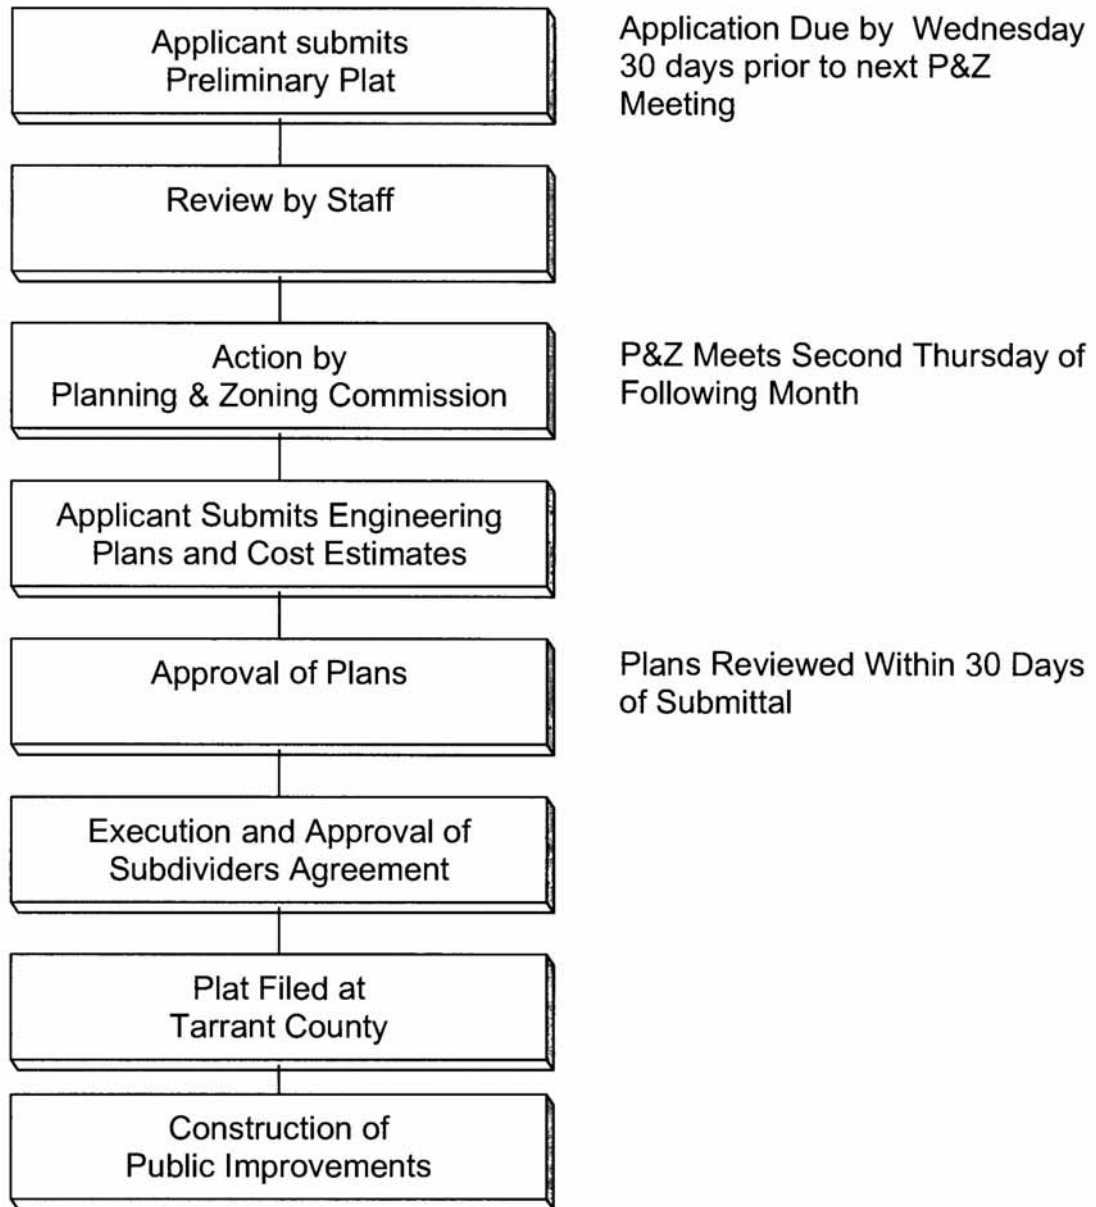 Applicant submits
Preliminary Plat
Application Due by Wednesday
30 days prior to next P&Z
Meeting
Review by Staff
Action by
Planning & Zoning Commission
P&Z Meets Second Thursday of
Following Month
Applicant Submits Engineering
Plans and Cost Estimates
Approval of Plans
Plans Reviewed Within 30 Days
of Submittal
Execution and Approval of
Subdividers Agreement
Plat Filed at
Tarrant County
Construction of
Public Improvements